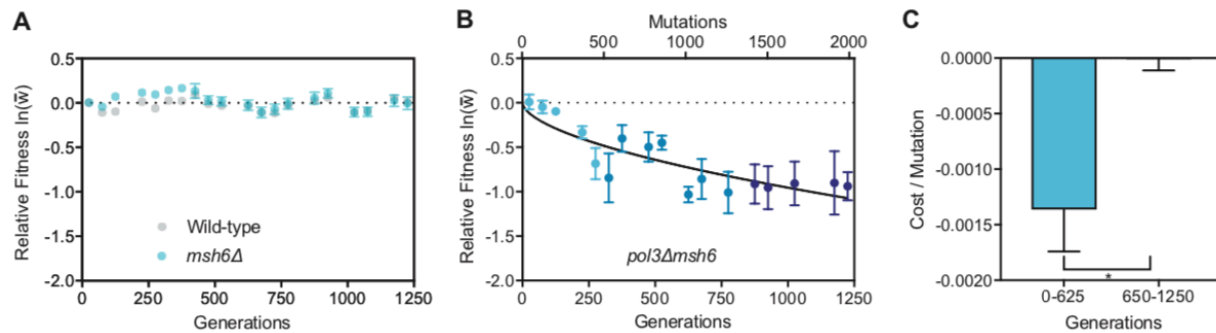 A
Relative Fitness ln(w̅)
0.5
0.0
-0.5
-1.0
-1.5
-2.0
Wild-type
msh6Δ
0 250 500 750 1000 1250
Generations
B
Mutations
0 500 1000 1500 2000
Relative Fitness ln(w̅)
0.5
0.0
-0.5
-1.0
-1.5
-2.0
pol3Δmsh6
0 250 500 750 1000 1250
Generations
C
Cost / Mutation
0.0000
-0.0005
-0.0010
-0.0015
-0.0020
*
0-625 650-1250
Generations